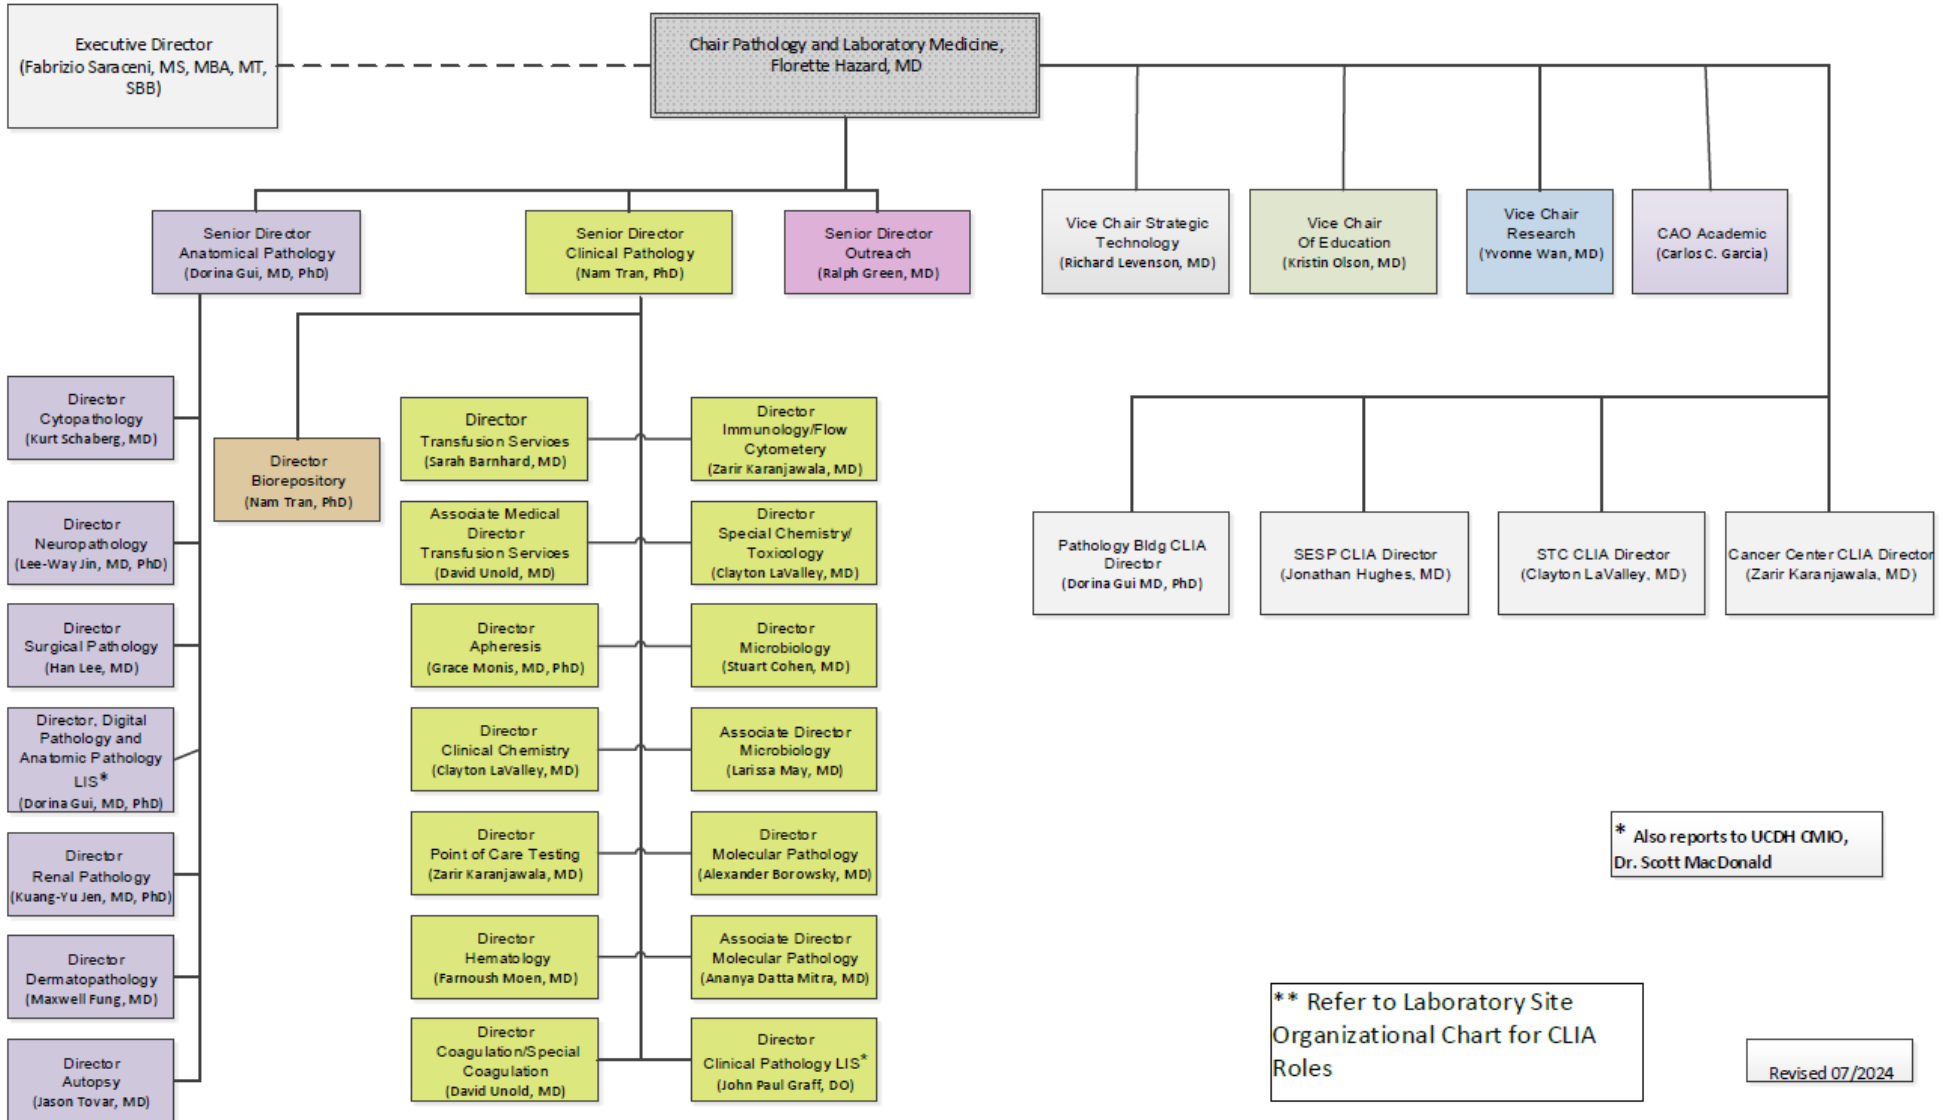 Executive Director
(Fabrizio Saraceni, MS, MBA, MT,
SBB)
Chair Pathology and Laboratory Medicine,
Florette Hazard, MD
Senior Director
Anatomical Pathology
(Dorina Gui, MD, PhD)
Senior Director
Clinical Pathology
(Nam Tran, PhD)
Senior Director
Outreach
(Ralph Green, MD)
Vice Chair Strategic
Technology
(Richard Levenson, MD)
Vice Chair
Of Education
(Kristin Olson, MD)
Vice Chair
Research
(Yvonne Wan, MD)
CAO Academic
(Carlos C. Garcia)
Director
Cytopathology
(Kurt Schaberg, MD)
Director
Neuropathology
(Lee-Way Jin, MD, PhD)
Director
Surgical Pathology
(Han Lee, MD)
Director, Digital
Pathology and
Anatomic Pathology
LIS*
(Dorina Gui, MD, PhD)
Director
Renal Pathology
(Kuang-Yu Jen, MD, PhD)
Director
Dermatopathology
(Maxwell Fung, MD)
Director
Autopsy
(Jason Tovar, MD)
Director
Biorepository
(Nam Tran, PhD)
Director
Transfusion Services
(Sarah Barnhard, MD)
Director
Immunology/Flow
Cytometery
(Zarir Karanjawala, MD)
Associate Medical
Director
Transfusion Services
(David Unold, MD)
Director
Special Chemistry/
Toxicology
(Clayton LaValley, MD)
Director
Apheresis
(Grace Monis, MD, PhD)
Director
Microbiology
(Stuart Cohen, MD)
Director
Clinical Chemistry
(Clayton LaValley, MD)
Associate Director
Microbiology
(Larissa May, MD)
Director
Point of Care Testing
(Zarir Karanjawala, MD)
Director
Molecular Pathology
(Alexander Borowsky, MD)
Director
Hematology
(Farnoush Moen, MD)
Associate Director
Molecular Pathology
(Ananya Datta Mitra, MD)
Director
Coagulation/Special
Coagulation
(David Unold, MD)
Director
Clinical Pathology LIS*
(John Paul Graff, DO)
Pathology Bldg CLIA
Director
(Dorina Gui MD, PhD)
SESP CLIA Director
(Jonathan Hughes, MD)
STC CLIA Director
(Clayton LaValley, MD)
Cancer Center CLIA Director
(Zarir Karanjawala, MD)
* Also reports to UCDH CMIO,
Dr. Scott MacDonald
** Refer to Laboratory Site
Organizational Chart for CLIA
Roles
Revised 07/2024